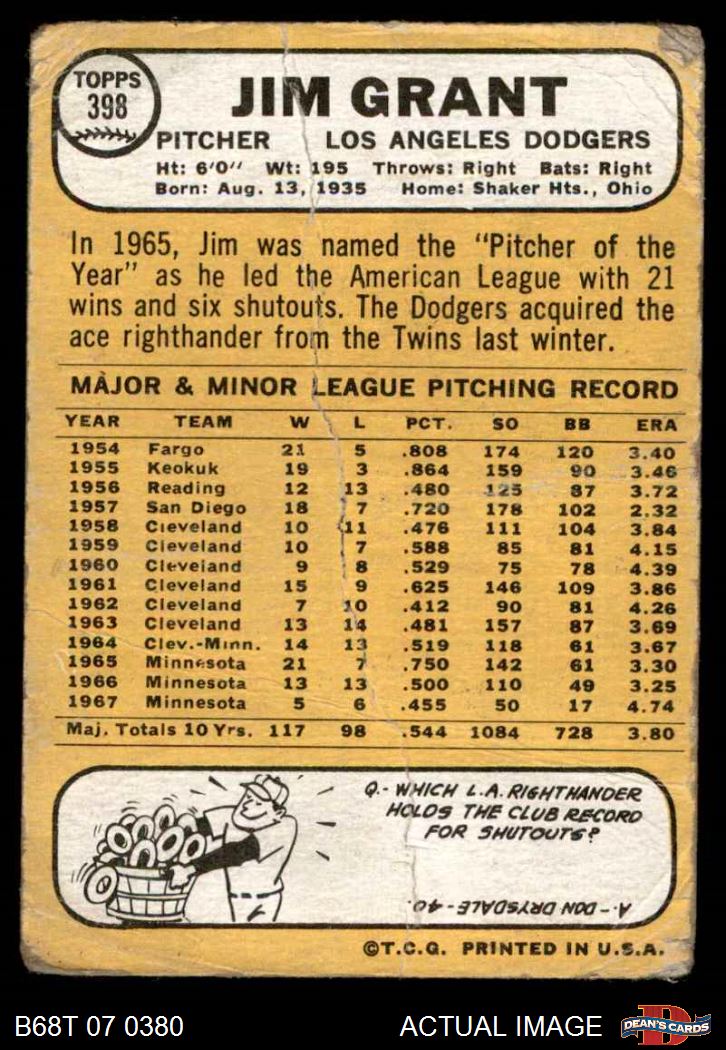 TOPPS
398
JIM GRANT
PITCHER LOS ANGELES DODGERS
Ht: 6'0" Wt: 195 Throws: Right Bats: Right
Born: Aug. 13, 1935 Home: Shaker Hts., Ohio
In 1965, Jim was named the "Pitcher of the
Year" as he led the American League with 21
wins and six shutouts. The Dodgers acquired the
ace righthander from the Twins last winter.
MAJOR & MINOR LEAGUE PITCHING RECORD
YEAR TEAM W L PCT. SO BB ERA
1954 Fargo 21 5 .808 174 120 3.40
1955 Keokuk 19 3 .864 159 90 3.46
1956 Reading 12 13 .480 125 87 3.72
1957 San Diego 18 7 .720 178 102 2.32
1958 Cleveland 10 11 .476 111 104 3.84
1959 Cleveland 10 7 .588 85 81 4.15
1960 Cleveland 9 8 .529 75 78 4.39
1961 Cleveland 15 9 .625 146 109 3.86
1962 Cleveland 7 10 .412 90 81 4.26
1963 Cleveland 13 14 .481 157 87 3.69
1964 Clev.-Minn. 14 13 .519 118 61 3.67
1965 Minnesota 21 7 .750 142 61 3.30
1966 Minnesota 13 13 .500 110 49 3.25
1967 Minnesota 5 6 .455 50 17 4.74
Maj. Totals 10 Yrs. 117 98 .544 1084 728 3.80
Q.- WHICH L.A. RIGHTHANDER
HOLDS THE CLUB RECORD
FOR SHUTOUTS?
A.- DON DRYSDALE-40.
©T.C.G. PRINTED IN U.S.A.
B68T 07 0380 ACTUAL IMAGE
D
DEAN'S CARDS